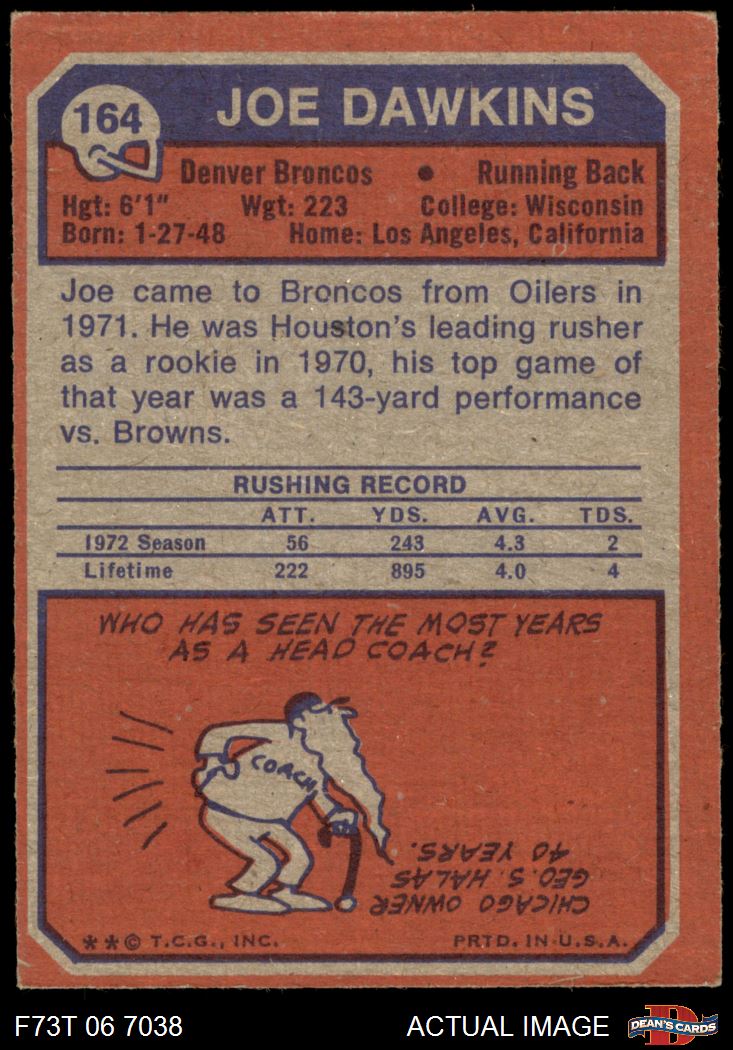 164
JOE DAWKINS
Denver Broncos • Running Back
Hgt: 6'1" Wgt: 223 College: Wisconsin
Born: 1-27-48 Home: Los Angeles, California
Joe came to Broncos from Oilers in
1971. He was Houston's leading rusher
as a rookie in 1970, his top game of
that year was a 143-yard performance
vs. Browns.
RUSHING RECORD
ATT. YDS. AVG. TDS.
1972 Season 56 243 4.3 2
Lifetime 222 895 4.0 4
WHO HAS SEEN THE MOST YEARS
AS A HEAD COACH?
COACH
CHICAGO OWNER
GEO. S. HALAS
40 YEARS.
**© T.C.G., INC. PRTD. IN U.S.A.
F73T 06 7038 ACTUAL IMAGE D DEAN'S CARDS